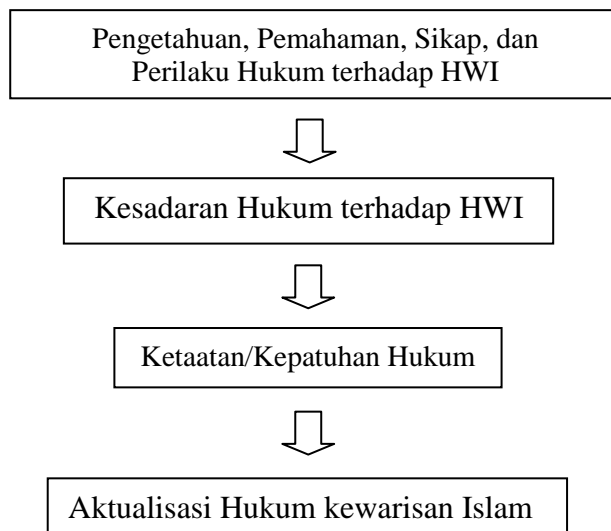 Pengetahuan, Pemahaman, Sikap, dan
Perilaku Hukum terhadap HWI
Kesadaran Hukum terhadap HWI
Ketaatan/Kepatuhan Hukum
Aktualisasi Hukum kewarisan Islam